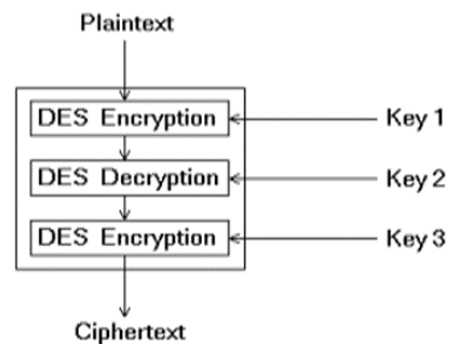 Plaintext
DES Encryption
Key 1
DES Decryption
Key 2
DES Encryption
Key 3
Ciphertext